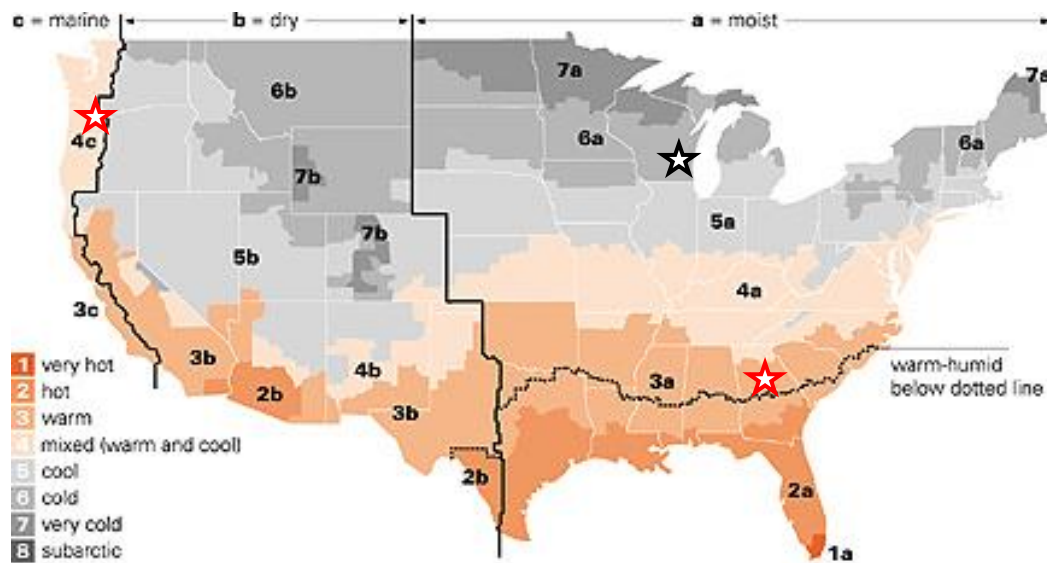 c = marine
b = dry
a = moist
7a
7a
6b
4c
6a
6a
7b
5a
7b
5b
4a
3c
3b
4b
3a
warm-humid
below dotted line
2b
3b
2b
2a
1a
1 very hot
2 hot
3 warm
4 mixed (warm and cool)
5 cool
6 cold
7 very cold
8 subarctic